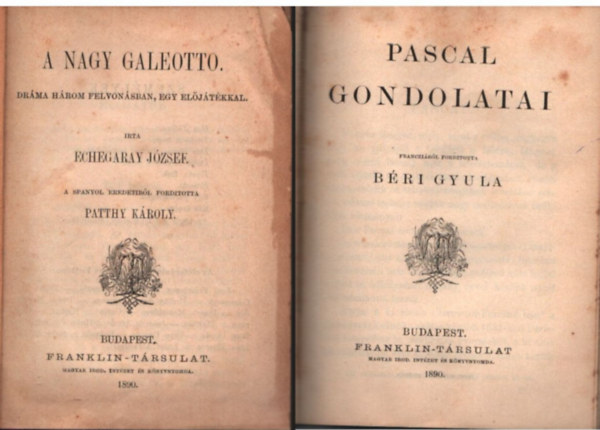 A NAGY GALEOTTO.
DRÁMA HÁROM FELVONÁSBAN, EGY ELŐJÁTÉKKAL.
IRTA
ECHEGARAY JÓZSEF.
A SPANYOL EREDETIBŐL FORDITOTTA
PATTHY KÁROLY.
BUDAPEST.
FRANKLIN-TÁRSULAT.
MAGYAR IROD. INTÉZET ÉS KÖNYVNYOMDA.
1890.
PASCAL
GONDOLATAI
FRANCZIÁBÓL FORDITOTTA
BÉRI GYULA
BUDAPEST.
FRANKLIN-TÁRSULAT
MAGYAR IROD. INTÉZET ÉS KÖNYVNYOMDA.
1890.